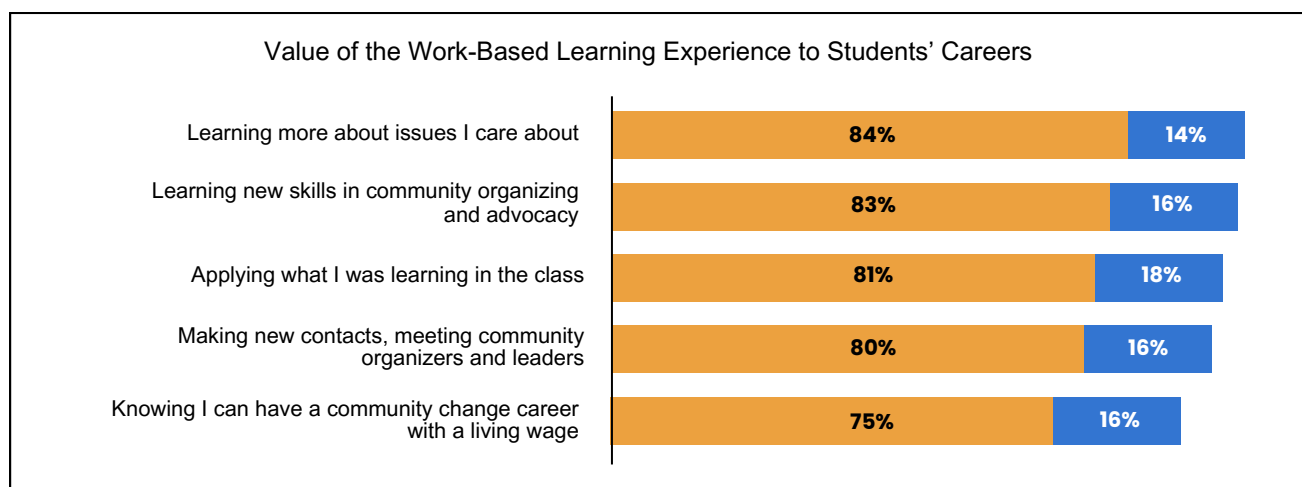 Value of the Work-Based Learning Experience to Students’ Careers
Learning more about issues I care about
84%
14%
Learning new skills in community organizing
and advocacy
83%
16%
Applying what I was learning in the class
81%
18%
Making new contacts, meeting community
organizers and leaders
80%
16%
Knowing I can have a community change career
with a living wage
75%
16%